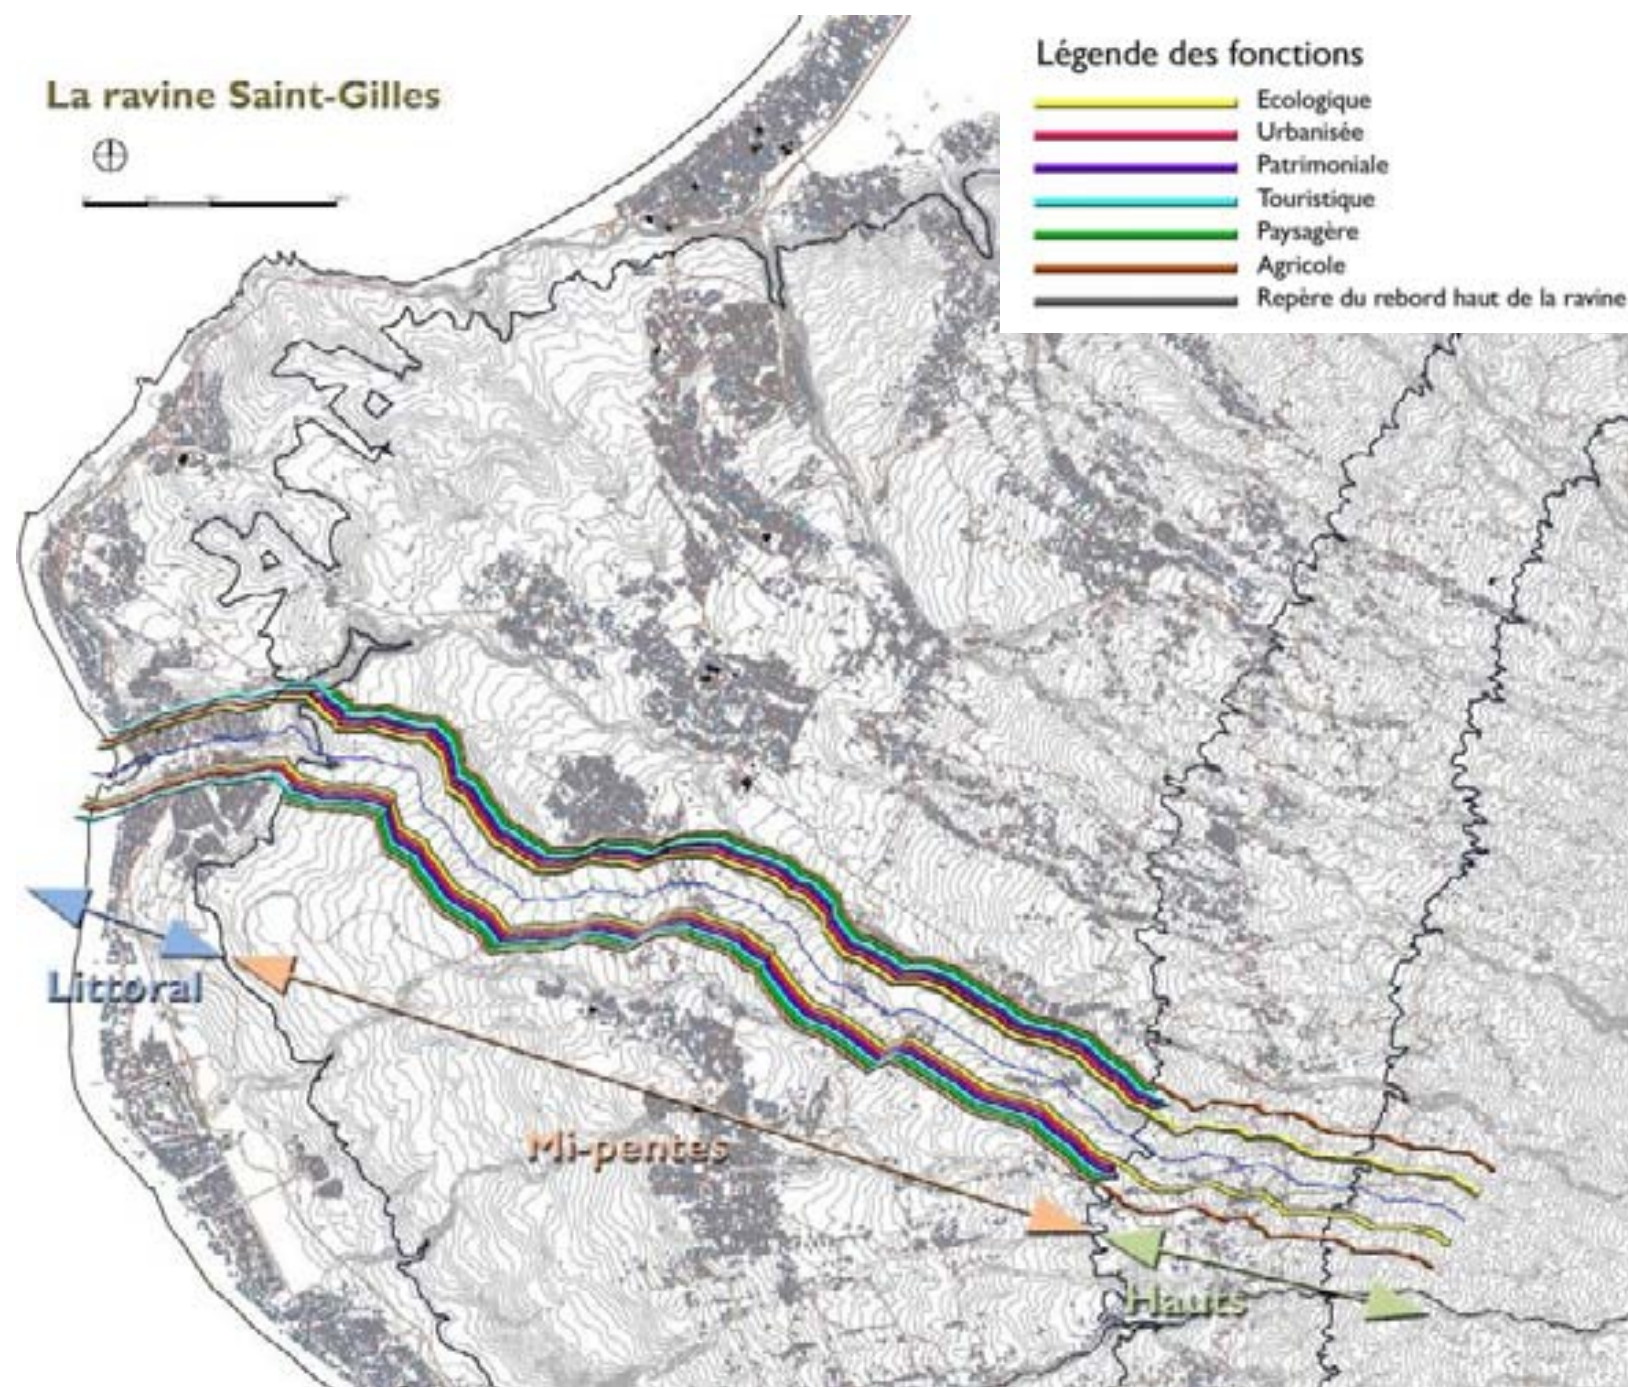 La ravine Saint-Gilles
Légende des fonctions
Ecologique
Urbanisée
Patrimoniale
Touristique
Paysagère
Agricole
Repère du rebord haut de la ravine
Littoral
Mi-pentes
Hauts